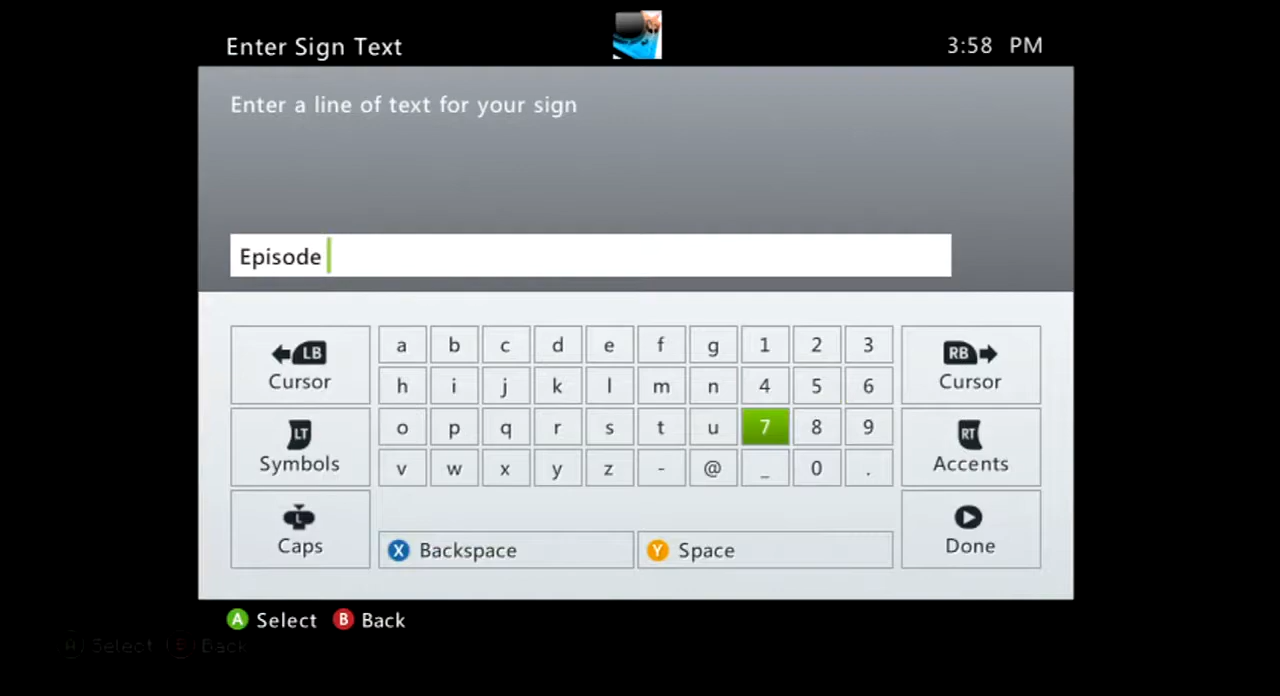 Enter Sign Text
3:58 PM
Enter a line of text for your sign
Episode
LB
Cursor
a b c d e f g 1 2 3
RB
Cursor
h i j k l m n 4 5 6
LT
Symbols
o p q r s t u 7 8 9
RT
Accents
v w x y z - @ _ 0 .
L
Caps
X Backspace
Y Space
Done
A Select B Back
A Select B Back